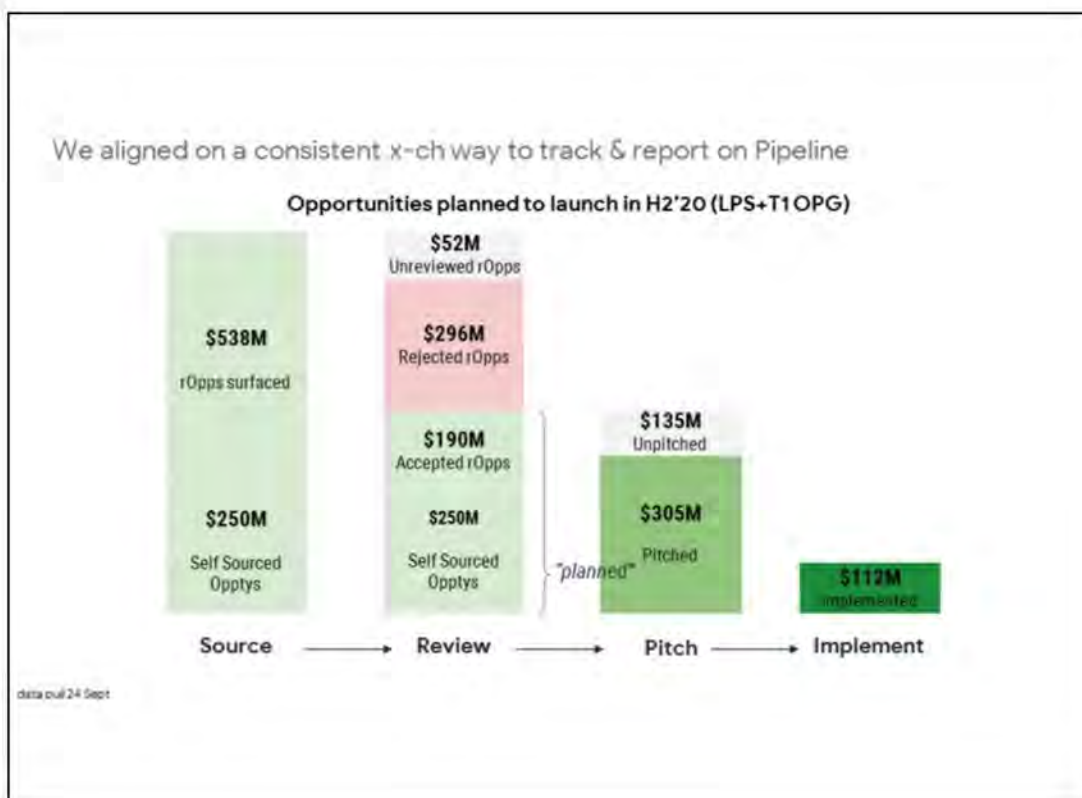 We aligned on a consistent x-ch way to track & report on Pipeline
Opportunities planned to launch in H2'20 (LPS+T1 OPG)
$538M
rOpps surfaced
$250M
Self Sourced
Opptys
$52M
Unreviewed rOpps
$296M
Rejected rOpps
$190M
Accepted rOpps
$250M
Self Sourced
Opptys
"planned"
$135M
Unpitched
$305M
Pitched
$112M
Implemented
Source
Review
Pitch
Implement
data pull 24 Sept